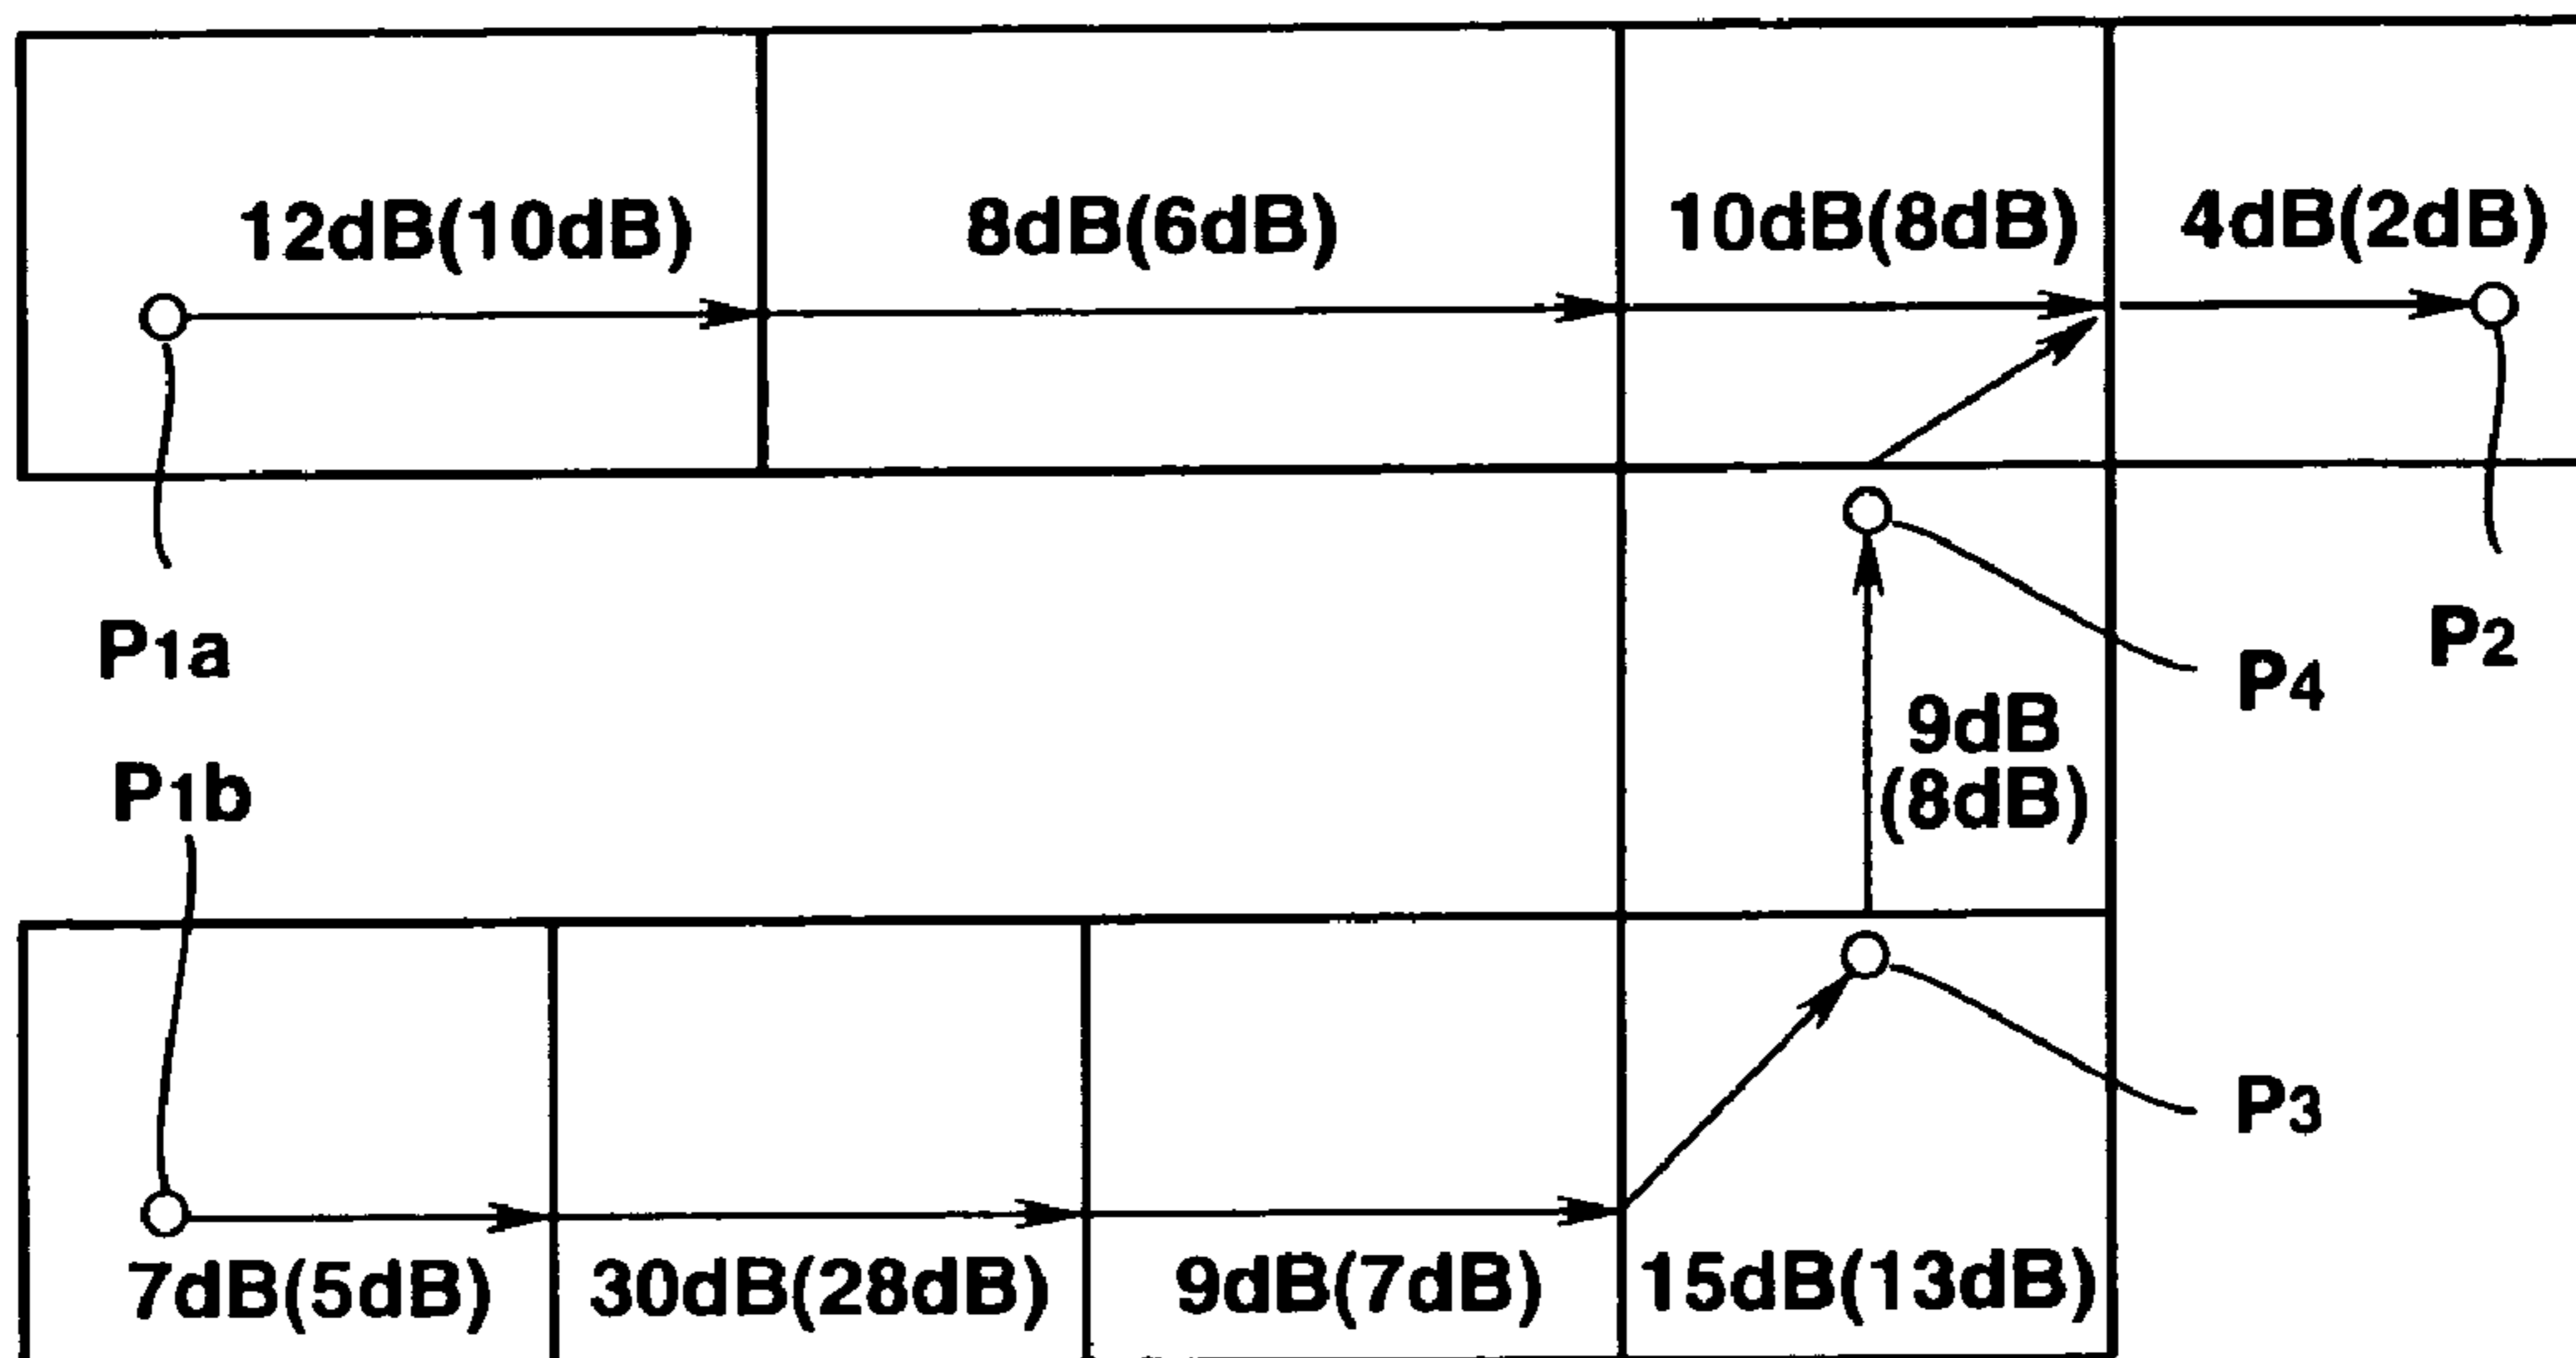 12dB(10dB) 8dB(6dB) 10dB(8dB) 4dB(2dB)
P1a
P2
P4
9dB
(8dB)
P1b
P3
7dB(5dB) 30dB(28dB) 9dB(7dB) 15dB(13dB)